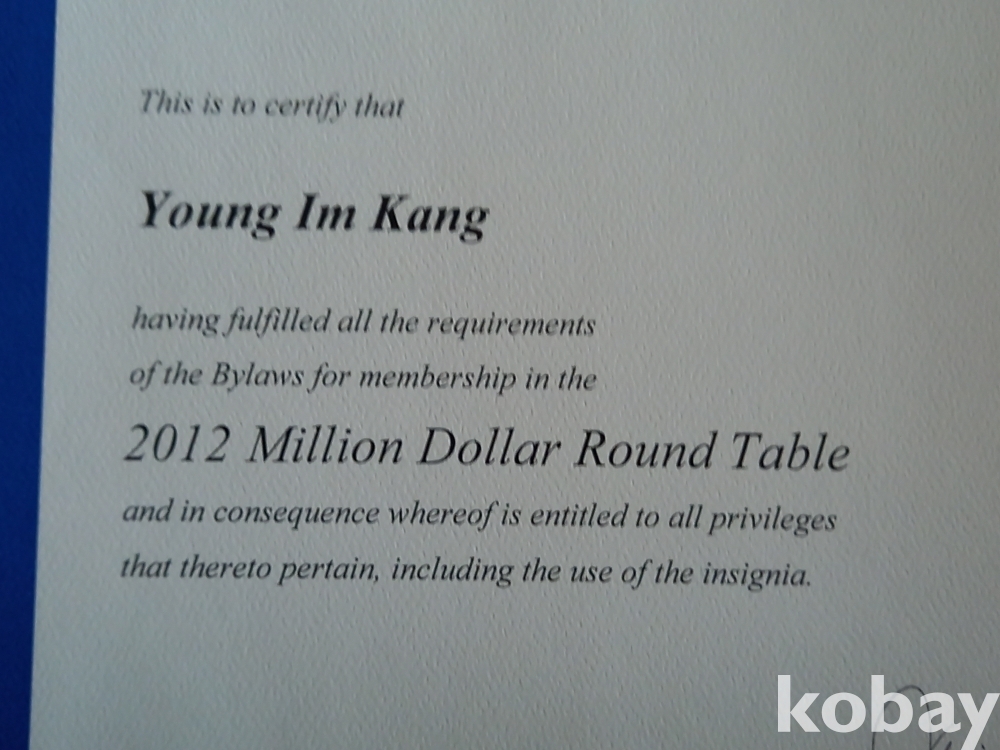 This is to certify that
Young Im Kang
having fulfilled all the requirements
of the Bylaws for membership in the
2012 Million Dollar Round Table
and in consequence whereof is entitled to all privileges
that thereto pertain, including the use of the insignia.
kobay